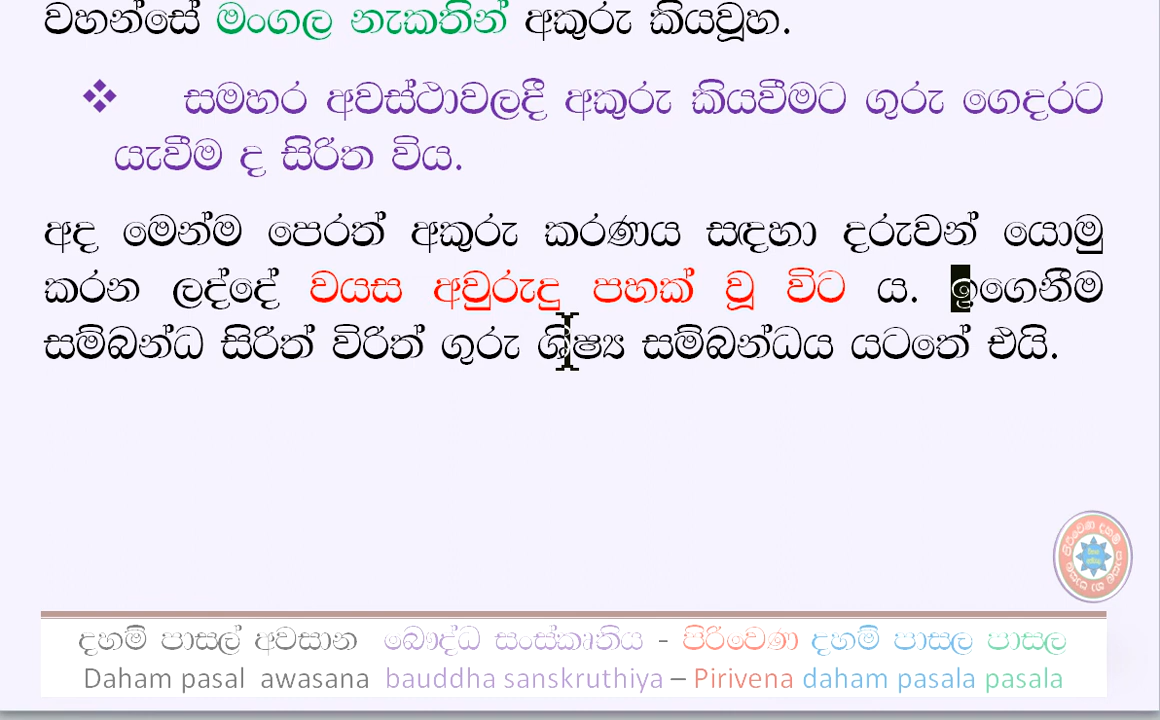 වහන්සේ මංගල නැකතින් අකුරු කියවූහ.
❖ සමහර අවස්ථාවලදී අකුරු කියවීමට ගුරු ගෙදරට
යැවීම ද සිරිත විය.
අද මෙන්ම පෙරත් අකුරු කරණය සඳහා දරුවන් යොමු
කරන ලද්දේ වයස අවුරුදු පහක් වූ විට ය. ඉගෙනීම
සම්බන්ධ සිරිත් විරිත් ගුරු ශිෂ්‍ය සම්බන්ධය යටතේ එයි.
දහම් පාසල් අවසාන බෞද්ධ සංස්කෘතිය - පිරිවෙණ දහම් පාසල පාසල
Daham pasal awasana bauddha sanskruthiya – Pirivena daham pasala pasala